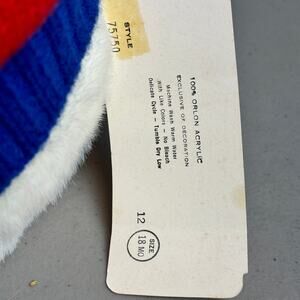 STYLE
75750
100% ORLON ACRYLIC
EXCLUSIVE OF DECORATION
Machine Wash Warm Water
With Like Colors — No Bleach
Delicate Cycle — Tumble Dry Low
12
SIZE
18 MO